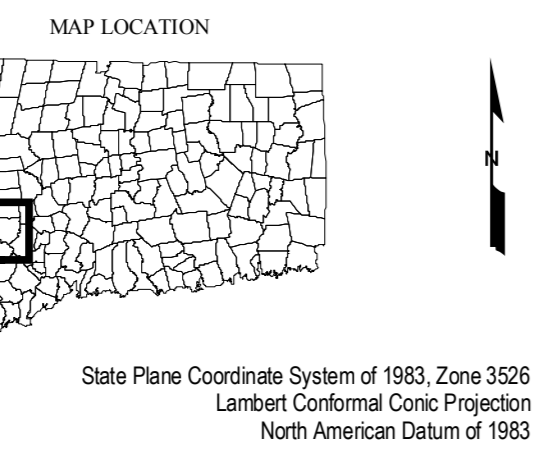 MAP LOCATION
N
State Plane Coordinate System of 1983, Zone 3526
Lambert Conformal Conic Projection
North American Datum of 1983